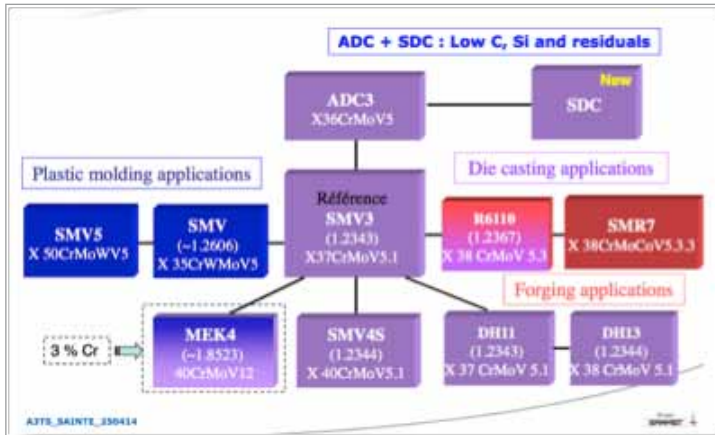 ADC + SDC : Low C, Si and residuals
ADC3
X36CrMoV5
New
SDC
Plastic molding applications
Die casting applications
SMV5
X 50CrMoWV5
SMV
(~1.2606)
X 35CrWMoV5
Référence
SMV3
(1.2343)
X37CrMoV5.1
R6110
(1.2367)
X 38 CrMoV 5.3
SMR7
X 38CrMoCoV5.3.3
Forging applications
3 % Cr
MEK4
(~1.8523)
40CrMoV12
SMV4S
(1.2344)
X 40CrMoV5.1
DH11
(1.2343)
X 37 CrMoV 5.1
DH13
(1.2344)
X 38 CrMoV 5.1
A3TS_SAINTE_250414